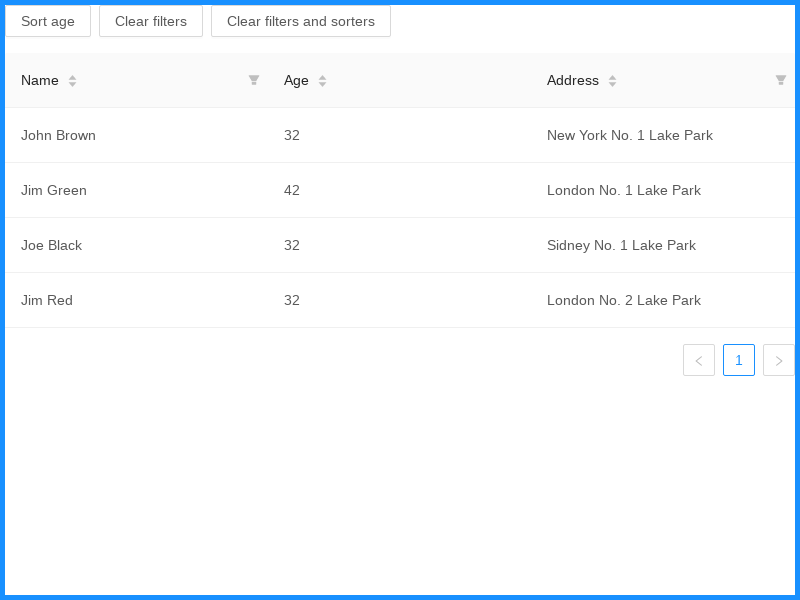 Sort age Clear filters Clear filters and sorters
Name Age Address
John Brown 32 New York No. 1 Lake Park
Jim Green 42 London No. 1 Lake Park
Joe Black 32 Sidney No. 1 Lake Park
Jim Red 32 London No. 2 Lake Park
1